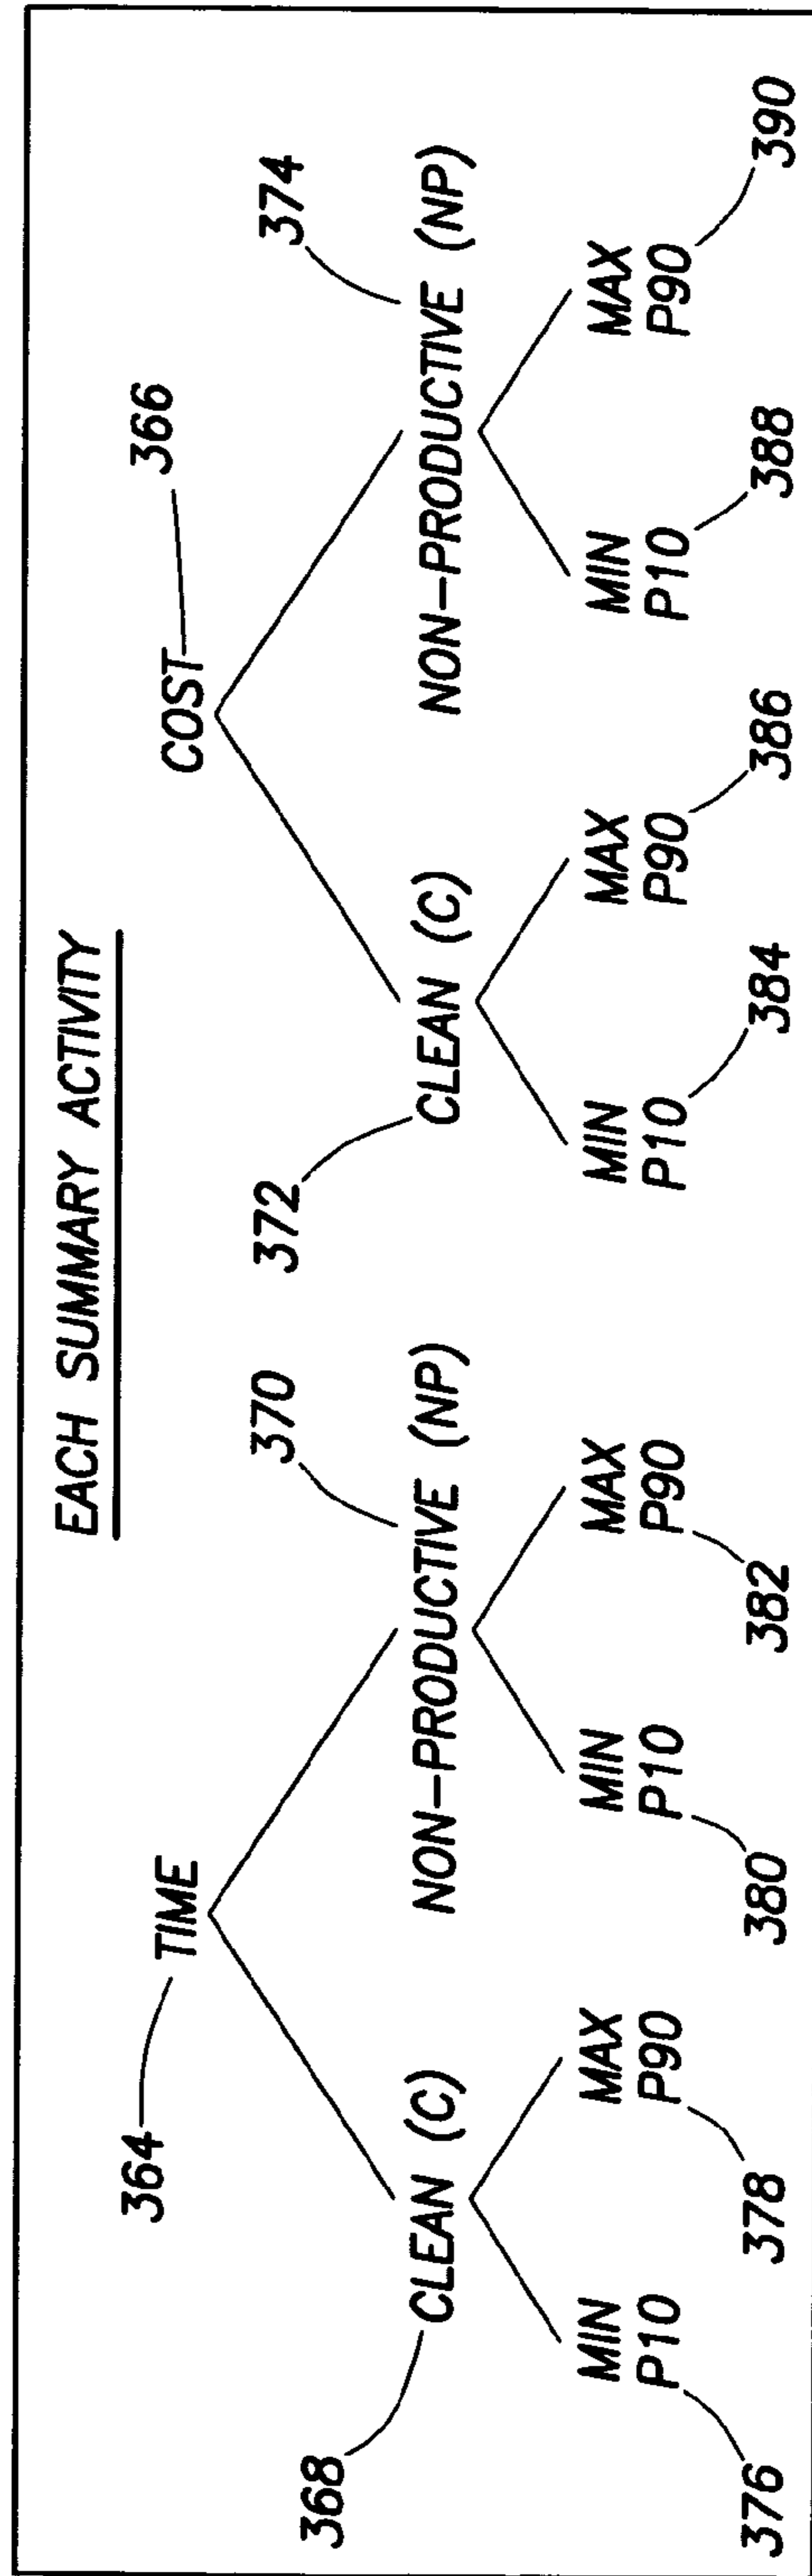 EACH SUMMARY ACTIVITY
364 TIME
COST 366
368 CLEAN (C)
370 NON-PRODUCTIVE (NP)
372 CLEAN (C)
374 NON-PRODUCTIVE (NP)
MIN P10 376
MAX P90 378
MIN P10 380
MAX P90 382
MIN P10 384
MAX P90 386
MIN P10 388
MAX P90 390